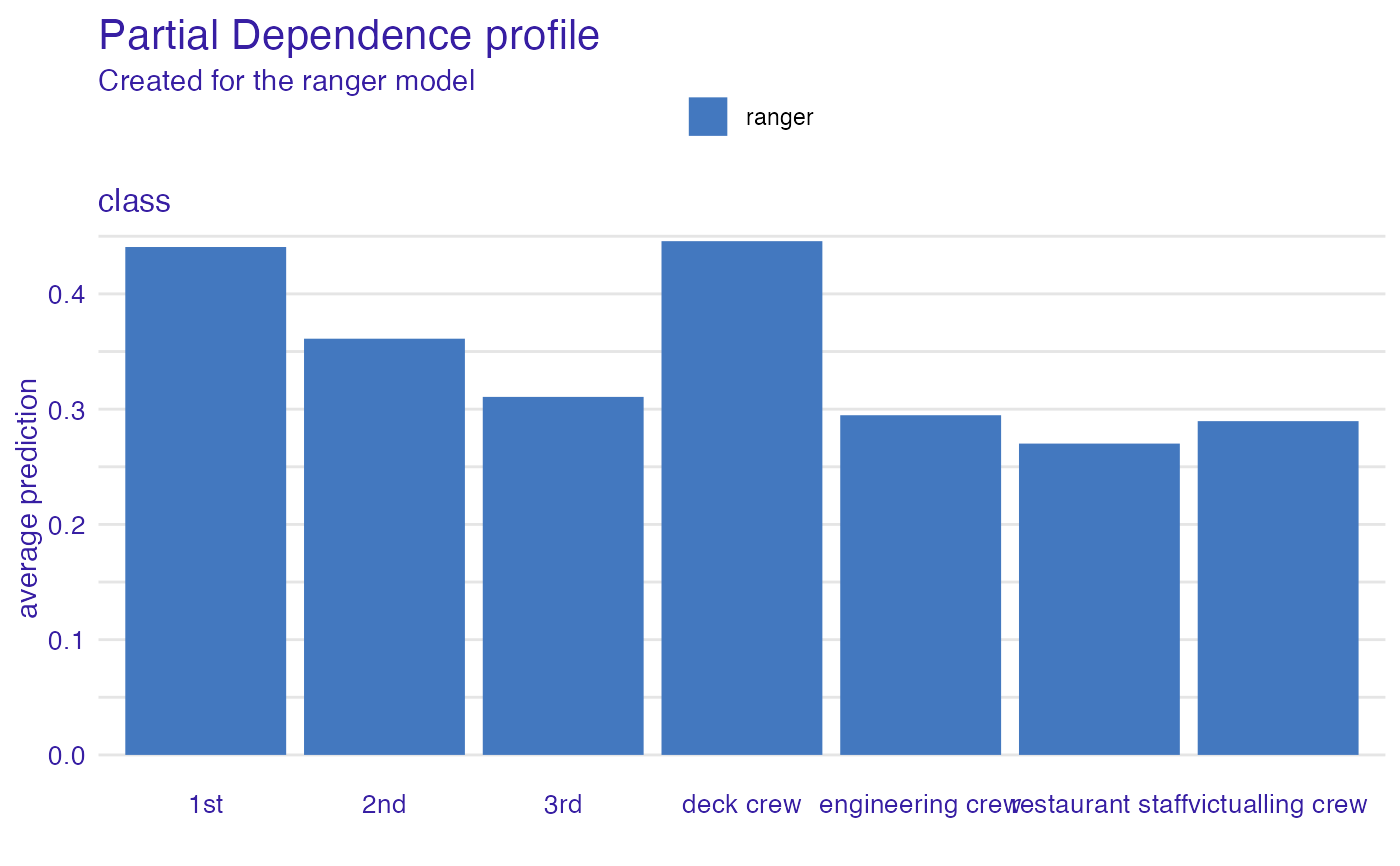 Partial Dependence profile
Created for the ranger model
ranger
class
average prediction
0.4
0.3
0.2
0.1
0.0
1st 2nd 3rd deck crew engineering crew restaurant staff victualling crew